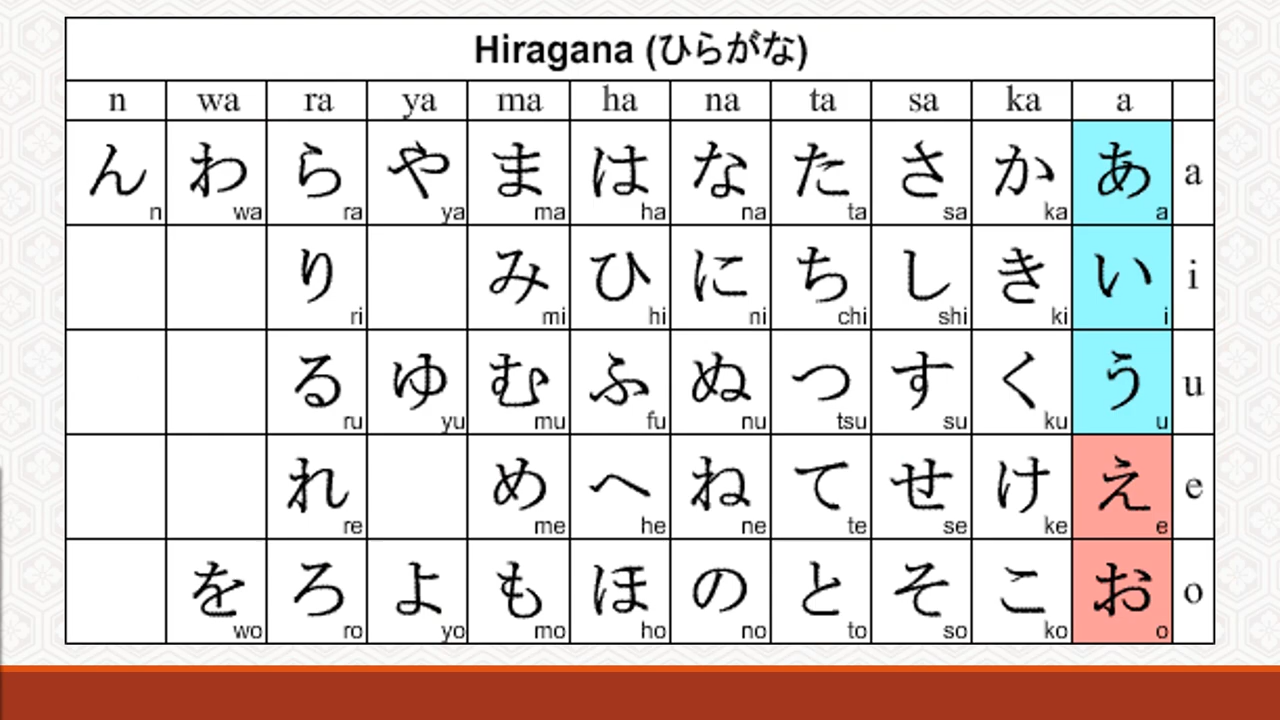 Hiragana (ひらがな)
n wa ra ya ma ha na ta sa ka a
ん n わ wa ら ra や ya ま ma は ha な na た ta さ sa か ka あ a a
り ri み mi ひ hi に ni ち chi し shi き ki い i i
る ru ゆ yu む mu ふ fu ぬ nu つ tsu す su く ku う u u
れ re め me へ he ね ne て te せ se け ke え e e
を wo ろ ro よ yo も mo ほ ho の no と to そ so こ ko お o o